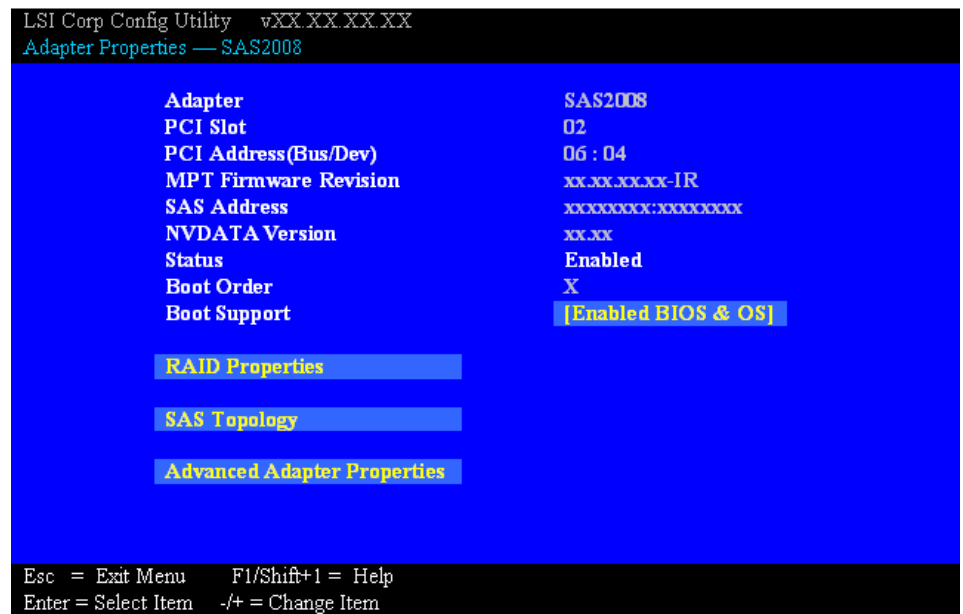 LSI Corp Config Utility vXX.XX.XX.XX
Adapter Properties — SAS2008
Adapter SAS2008
PCI Slot 02
PCI Address(Bus/Dev) 06 : 04
MPT Firmware Revision xx.xx.xx.xx-IR
SAS Address xxxxxxxx:xxxxxxxx
NVDATA Version xx.xx
Status Enabled
Boot Order X
Boot Support [Enabled BIOS & OS]
RAID Properties
SAS Topology
Advanced Adapter Properties
Esc = Exit Menu F1/Shift+1 = Help
Enter = Select Item -/+ = Change Item